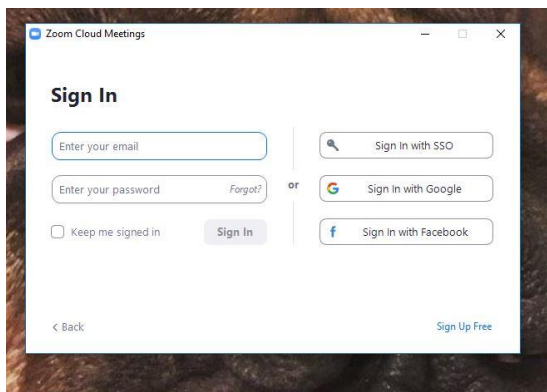 Zoom Cloud Meetings
Sign In
Enter your email
Enter your password
Forgot?
Keep me signed in
Sign In
or
Sign In with SSO
Sign In with Google
Sign In with Facebook
< Back
Sign Up Free